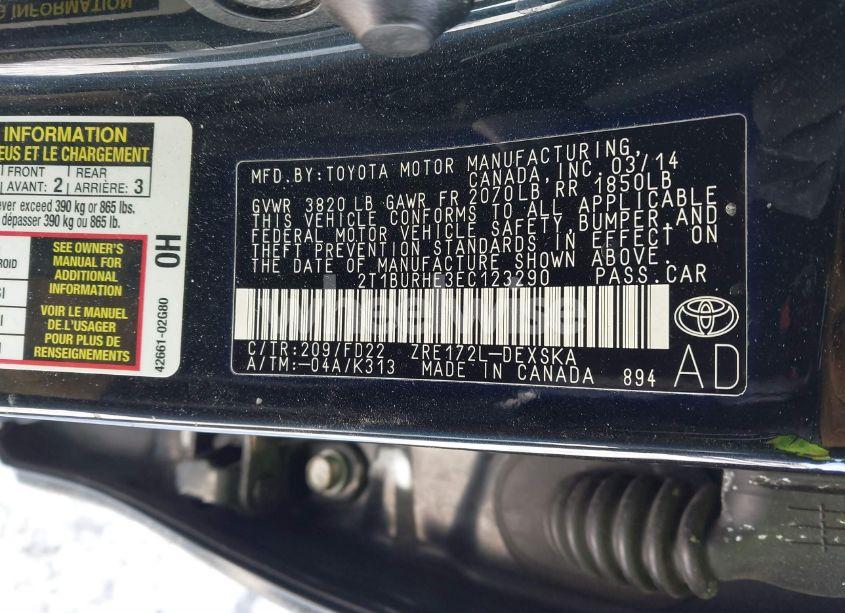 G INFORMATION
INFORMATION
EUS ET LE CHARGEMENT
FRONT REAR
AVANT: 2 ARRIÈRE: 3
ver exceed 390 kg or 865 lbs.
dépasser 390 kg ou 865 lb.
SEE OWNER'S
MANUAL FOR
ADDITIONAL
INFORMATION
VOIR LE MANUEL
DE L'USAGER
POUR PLUS DE
RENSEIGNEMENTS
0H
42661-02G80
MFD.BY:TOYOTA MOTOR MANUFACTURING,
CANADA,INC. 03/14
GVWR 3820 LB GAWR FR 2070LB,RR 1850LB
THIS VEHICLE CONFORMS TO ALL APPLICABLE
FEDERAL MOTOR VEHICLE SAFETY,BUMPER,AND
THEFT PREVENTION STANDARDS IN EFFECT ON
THE DATE OF MANUFACTURE SHOWN ABOVE.
2T1BURHE3EC123290 PASS.CAR
C/TR:209/FD22 ZRE172L-DEXSKA
A/TM:-04A/K313 MADE IN CANADA 894
AD